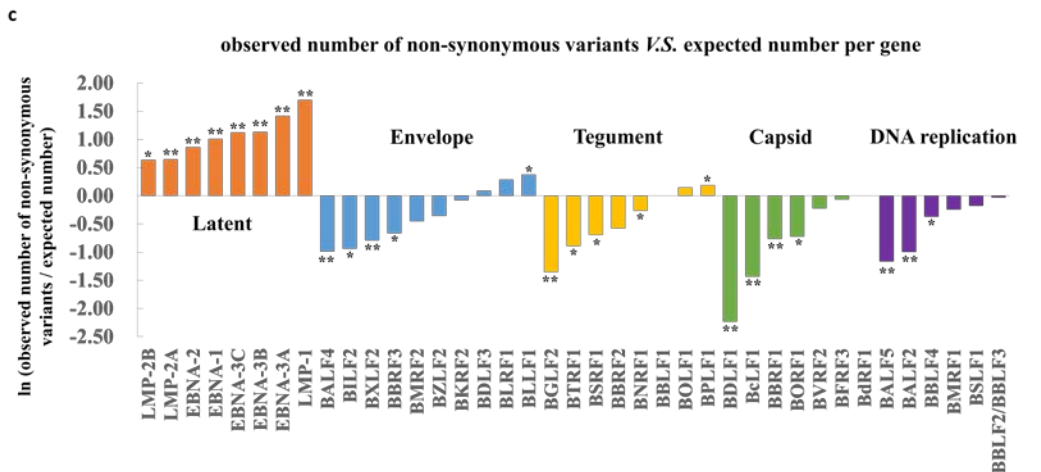 c
observed number of non-synonymous variants V.S. expected number per gene
ln (observed number of non-synonymous
variants / expected number)
2.00
1.50
1.00
0.50
0.00
-0.50
-1.00
-1.50
-2.00
-2.50
* ** ** ** ** ** ** **
Latent
Envelope
** * ** * *
Tegument
** * * * *
Capsid
** ** ** *
DNA replication
** ** *
LMP-2B
LMP-2A
EBNA-2
EBNA-1
EBNA-3C
EBNA-3B
EBNA-3A
LMP-1
BALF4
BILF2
BXLF2
BBRF3
BMRF2
BZLF2
BKRF2
BDLF3
BLRF1
BLLF1
BGLF2
BTRF1
BSRF1
BBRF2
BNRF1
BLRF2
BOLF1
BPLF1
BDLF1
BcLF1
BBRF1
BORF1
BVRF2
BFRF3
BdRF1
BALF5
BALF2
BBLF4
BMRF1
BSLF1
BBLF2/BBLF3